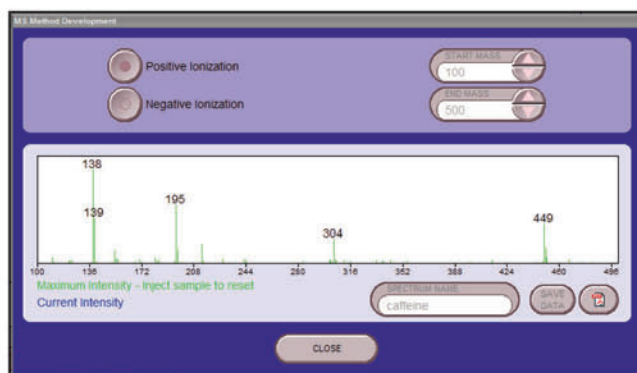 MS Method Development
Positive Ionization
START MASS
100
Negative Ionization
END MASS
500
138
139
195
304
449
100 136 172 208 244 280 316 352 388 424 460 496
Maximum Intensity - Inject sample to reset
Current Intensity
SPECTRUM NAME
caffeine
SAVE
DATA
CLOSE